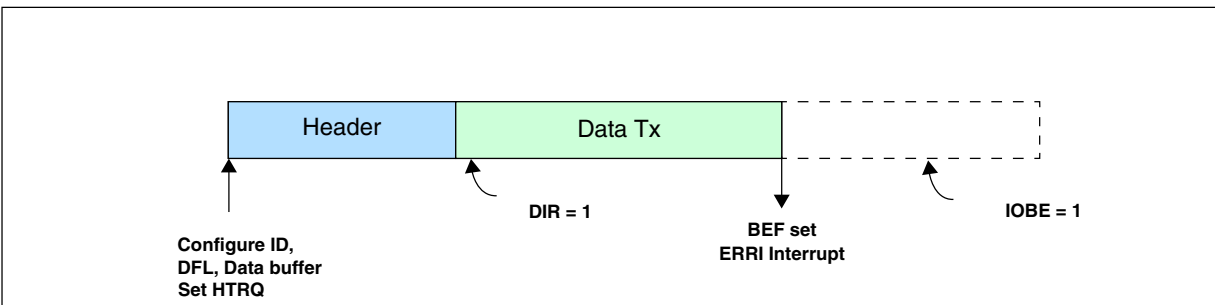 Header
Data Tx
DIR = 1
IOBE = 1
Configure ID,
DFL, Data buffer
Set HTRQ
BEF set
ERRI Interrupt